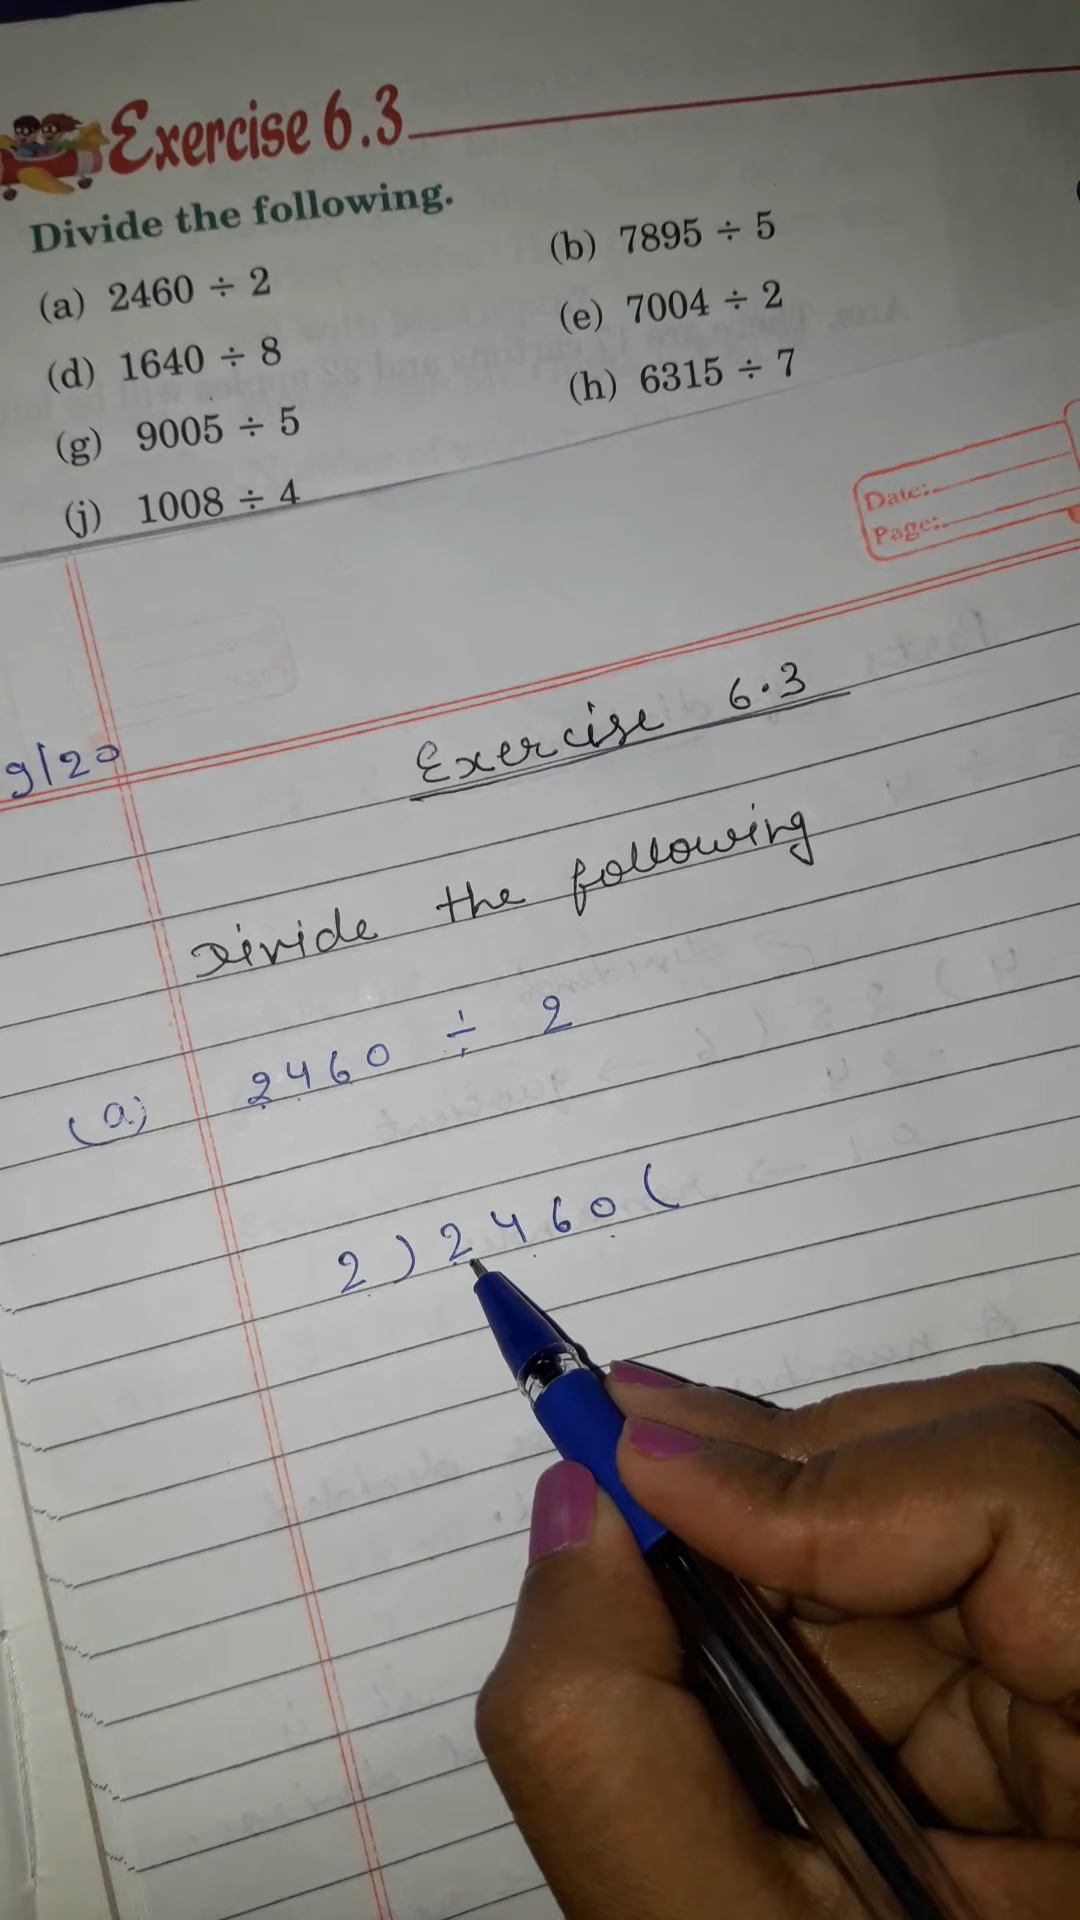 Exercise 6.3
Divide the following.
(a) 2460 ÷ 2
(b) 7895 ÷ 5
(d) 1640 ÷ 8
(e) 7004 ÷ 2
(g) 9005 ÷ 5
(h) 6315 ÷ 7
(j) 1008 ÷ 4
Date:
Page:
9/20
Exercise 6.3
Divide the following
(a) 2460 ÷ 2
2 ) 2460 (